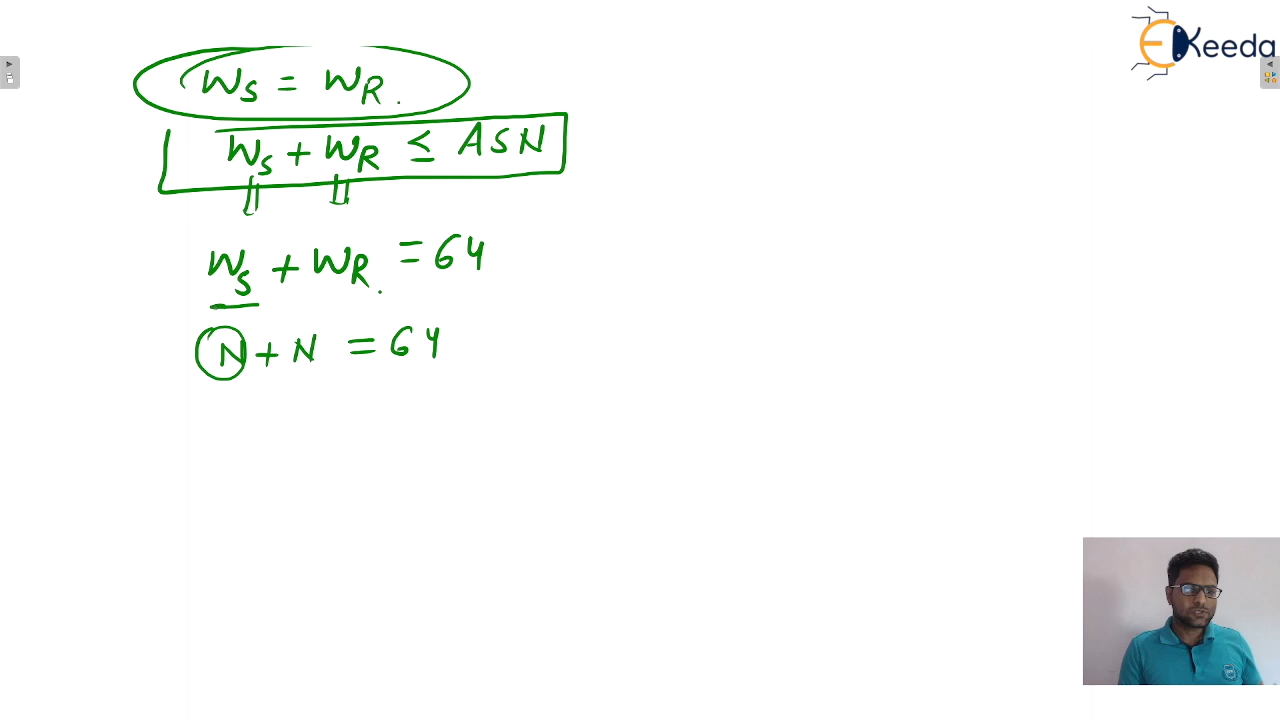 EKeeda
WS = WR.
WS + WR ≤ ASN
WS + WR. = 64
N + N = 64